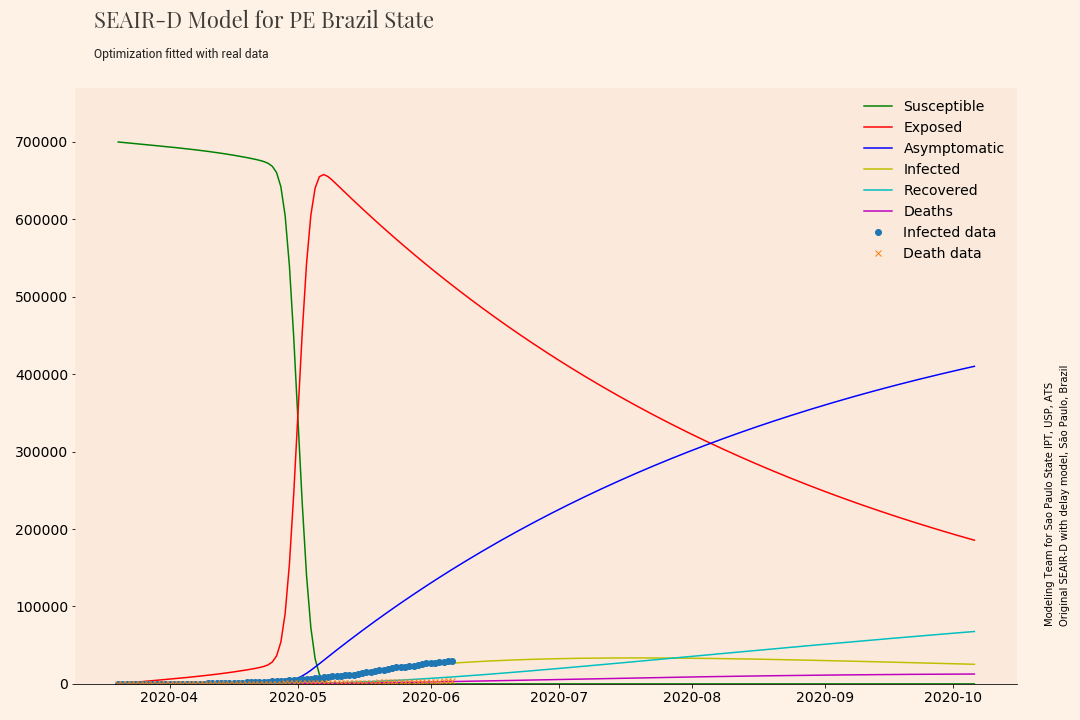 SEAIR-D Model for PE Brazil State
Optimization fitted with real data
Susceptible
Exposed
Asymptomatic
Infected
Recovered
Deaths
Infected data
Death data
700000
600000
500000
400000
300000
200000
100000
0
2020-04
2020-05
2020-06
2020-07
2020-08
2020-09
2020-10
Modeling Team for Sao Paulo State IPT, USP, ATS
Original SEAIR-D with delay model, São Paulo, Brazil